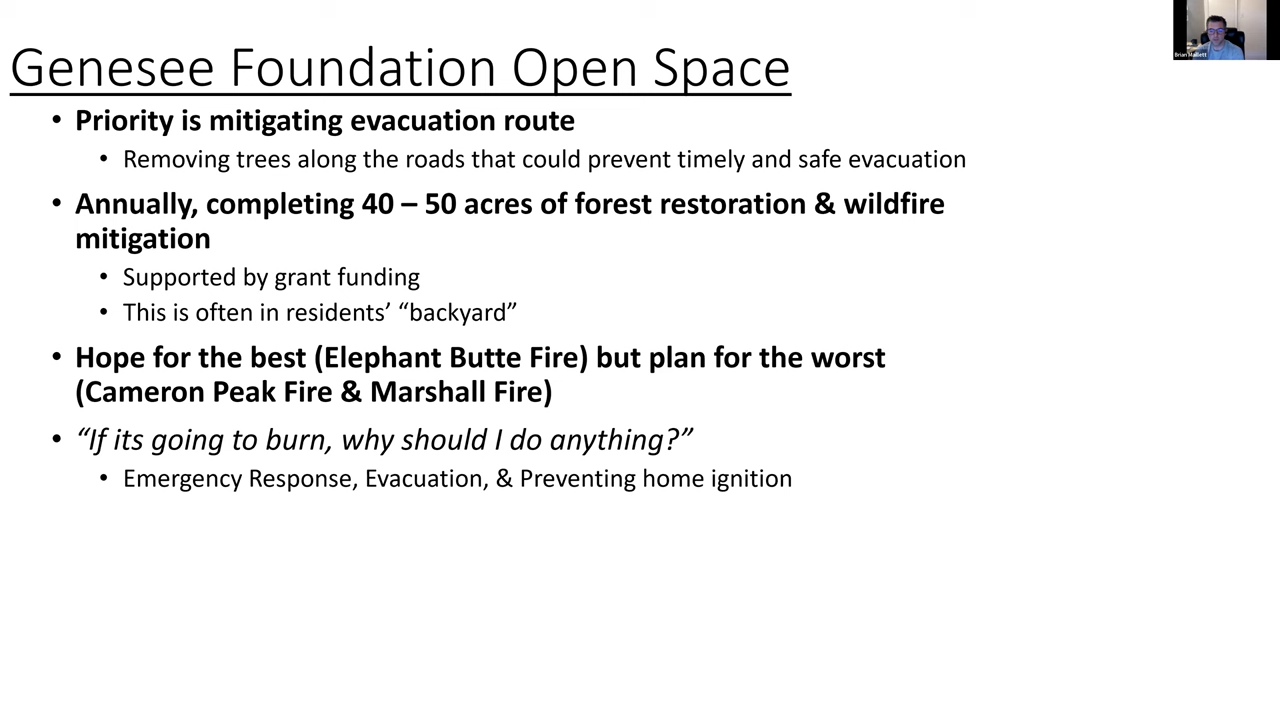 Genesee Foundation Open Space
• Priority is mitigating evacuation route
• Removing trees along the roads that could prevent timely and safe evacuation
• Annually, completing 40 – 50 acres of forest restoration & wildfire
mitigation
• Supported by grant funding
• This is often in residents’ “backyard”
• Hope for the best (Elephant Butte Fire) but plan for the worst
(Cameron Peak Fire & Marshall Fire)
• “If its going to burn, why should I do anything?”
• Emergency Response, Evacuation, & Preventing home ignition
Brian Mallett